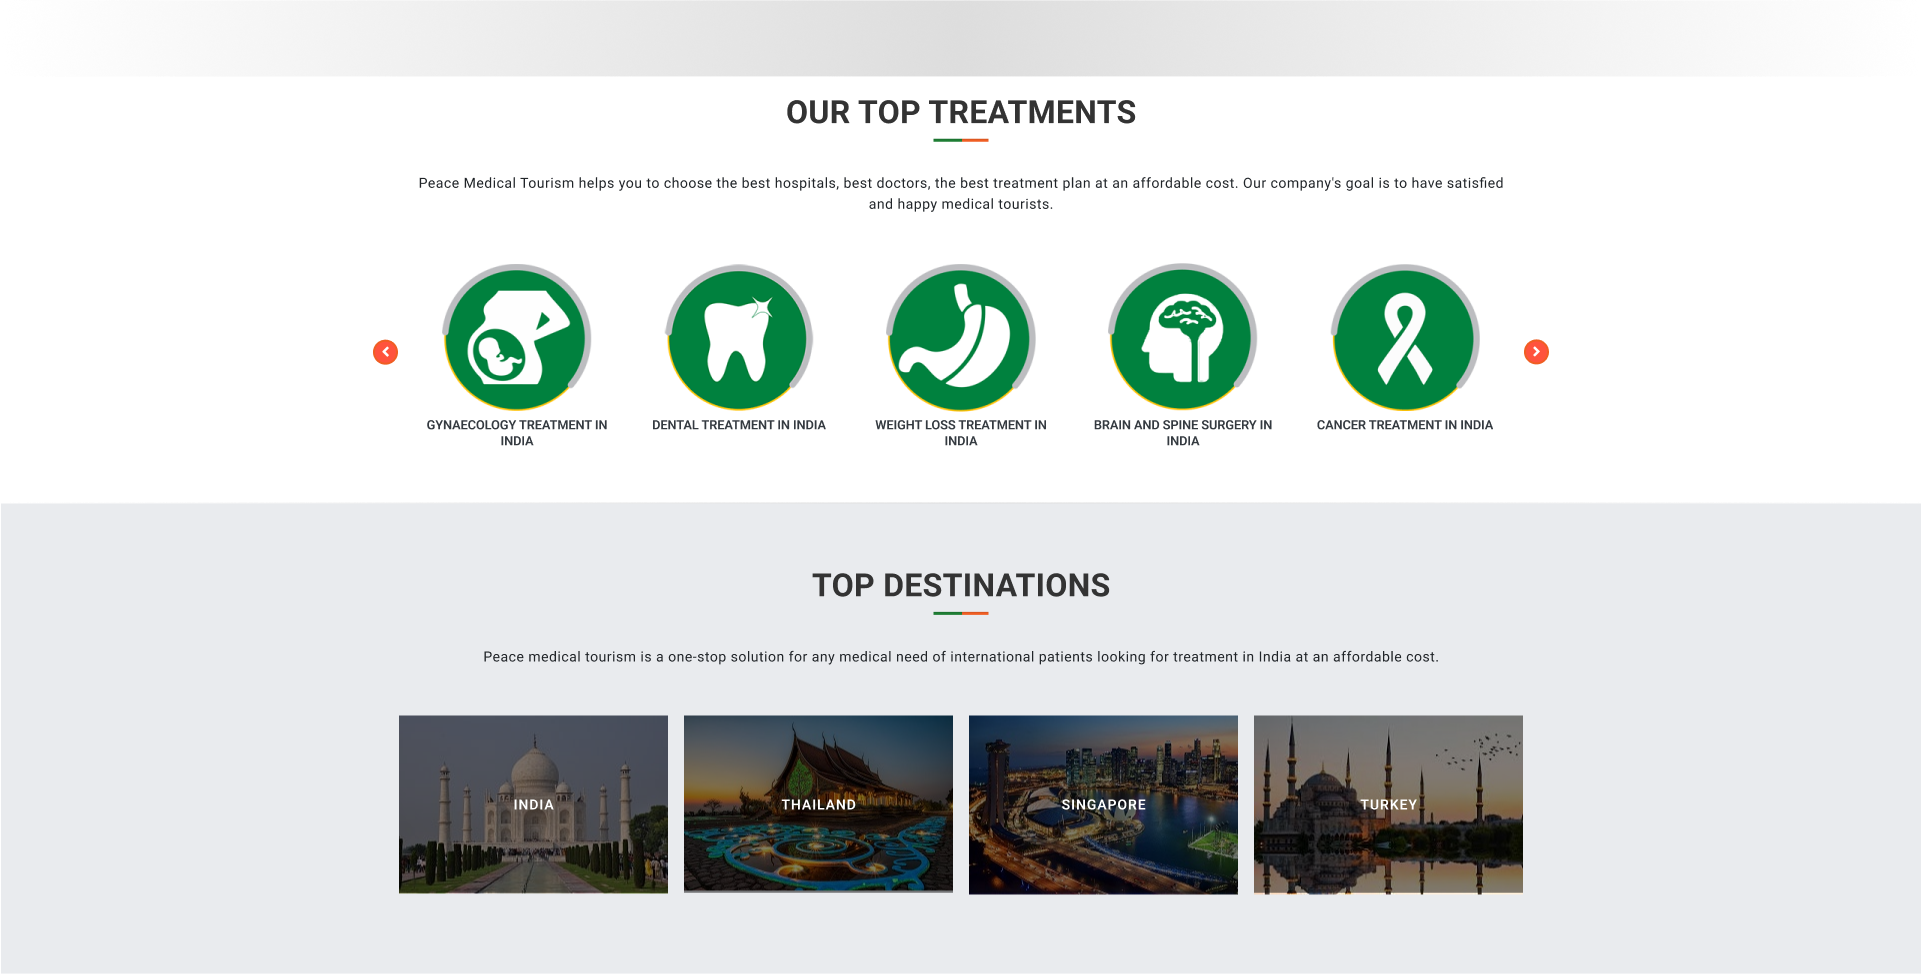 OUR TOP TREATMENTS
Peace Medical Tourism helps you to choose the best hospitals, best doctors, the best treatment plan at an affordable cost. Our company's goal is to have satisfied
and happy medical tourists.
GYNAECOLOGY TREATMENT IN
INDIA
DENTAL TREATMENT IN INDIA
WEIGHT LOSS TREATMENT IN
INDIA
BRAIN AND SPINE SURGERY IN
INDIA
CANCER TREATMENT IN INDIA
TOP DESTINATIONS
Peace medical tourism is a one-stop solution for any medical need of international patients looking for treatment in India at an affordable cost.
INDIA
THAILAND
SINGAPORE
TURKEY